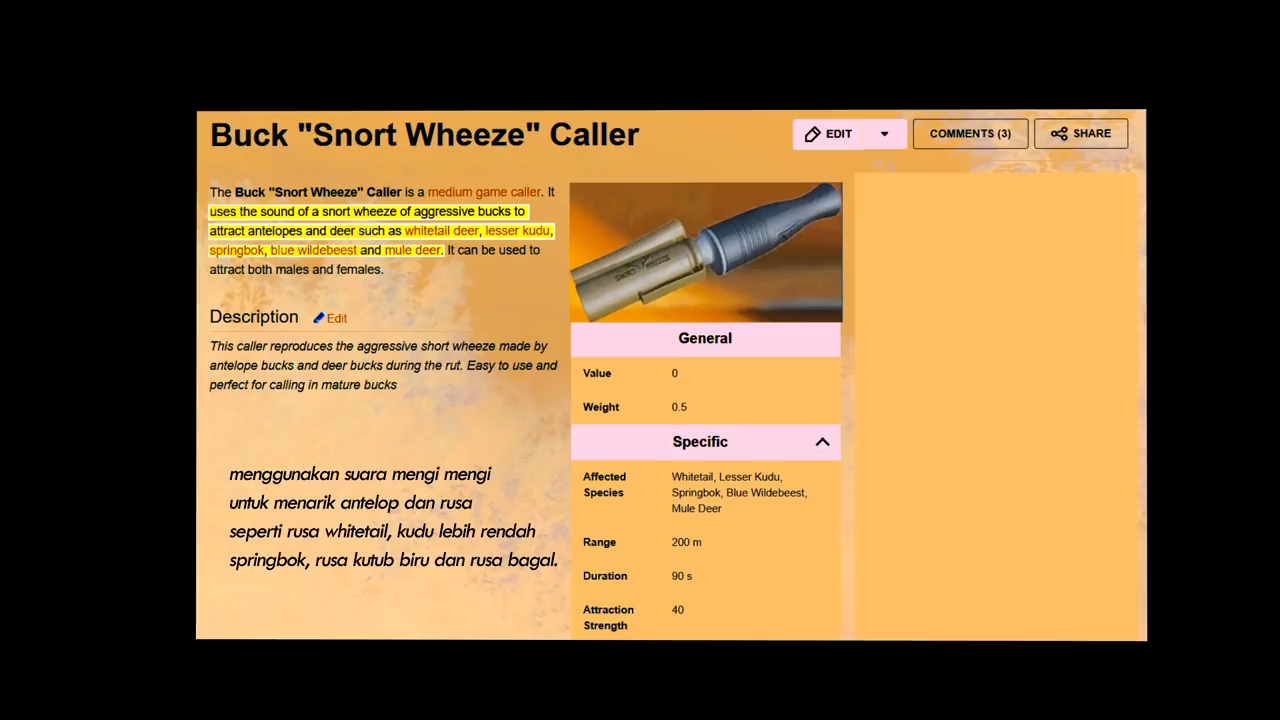 Buck "Snort Wheeze" Caller
EDIT
COMMENTS (3)
SHARE
The Buck "Snort Wheeze" Caller is a medium game caller. It
uses the sound of a snort wheeze of aggressive bucks to
attract antelopes and deer such as whitetail deer, lesser kudu,
springbok, blue wildebeest and mule deer. It can be used to
attract both males and females.
Description
Edit
This caller reproduces the aggressive short wheeze made by
antelope bucks and deer bucks during the rut. Easy to use and
perfect for calling in mature bucks
menggunakan suara mengi mengi
untuk menarik antelop dan rusa
seperti rusa whitetail, kudu lebih rendah
springbok, rusa kutub biru dan rusa bagal.
General
Value 0
Weight 0.5
Specific
Affected Species
Whitetail, Lesser Kudu,
Springbok, Blue Wildebeest,
Mule Deer
Range 200 m
Duration 90 s
Attraction Strength 40